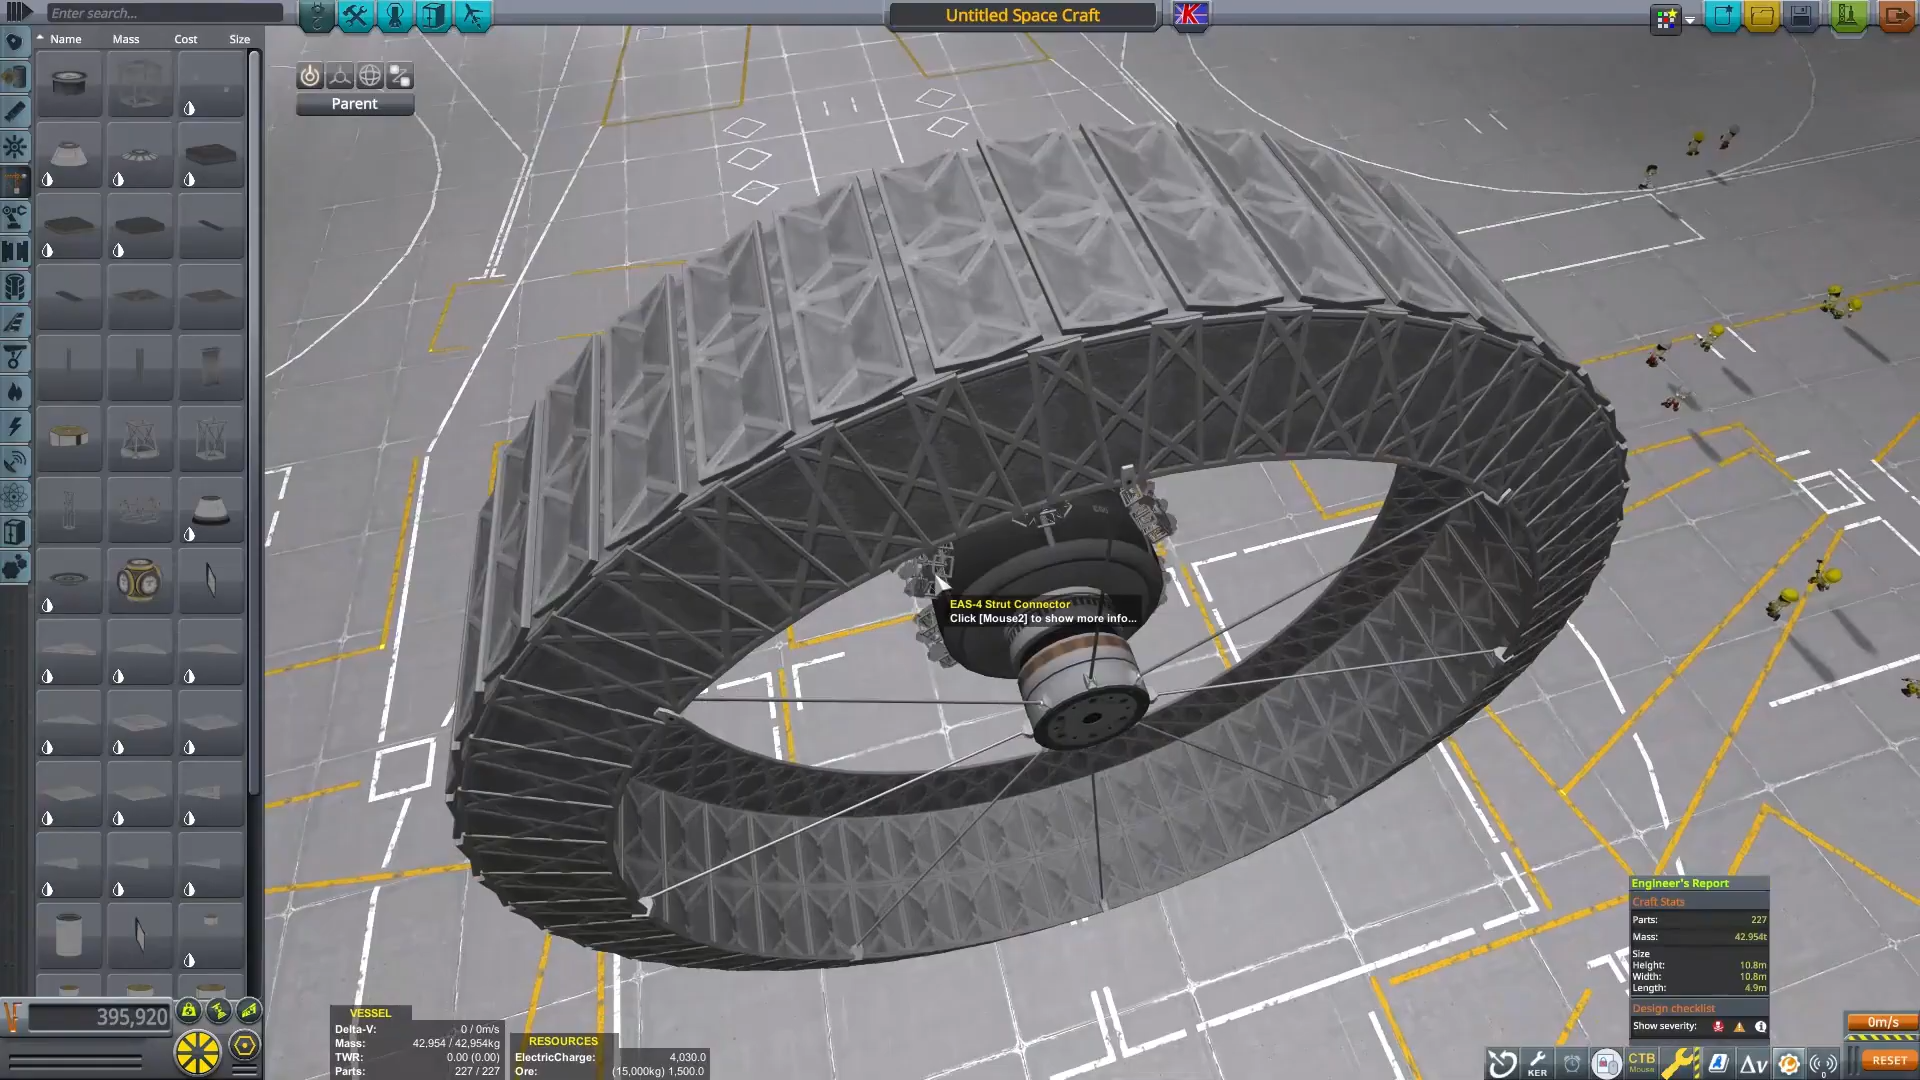 Enter search...
Untitled Space Craft
Name Mass Cost Size
Parent
EAS-4 Strut Connector
Click [Mouse2] to show more info...
395,920
VESSEL
Delta-V: 0 / 0m/s
Mass: 42,954 / 42,954kg
TWR: 0.00 (0.00)
Parts: 227 / 227
RESOURCES
ElectricCharge: 4,030.0
Ore: (15,000kg) 1,500.0
Engineer's Report
Craft Stats
Parts: 227
Mass: 42.954t
Size
Height: 10.8m
Width: 10.8m
Length: 4.9m
Design checklist
Show severity:
0m/s
KER
CTB
Mouse
Δv
0
RESET